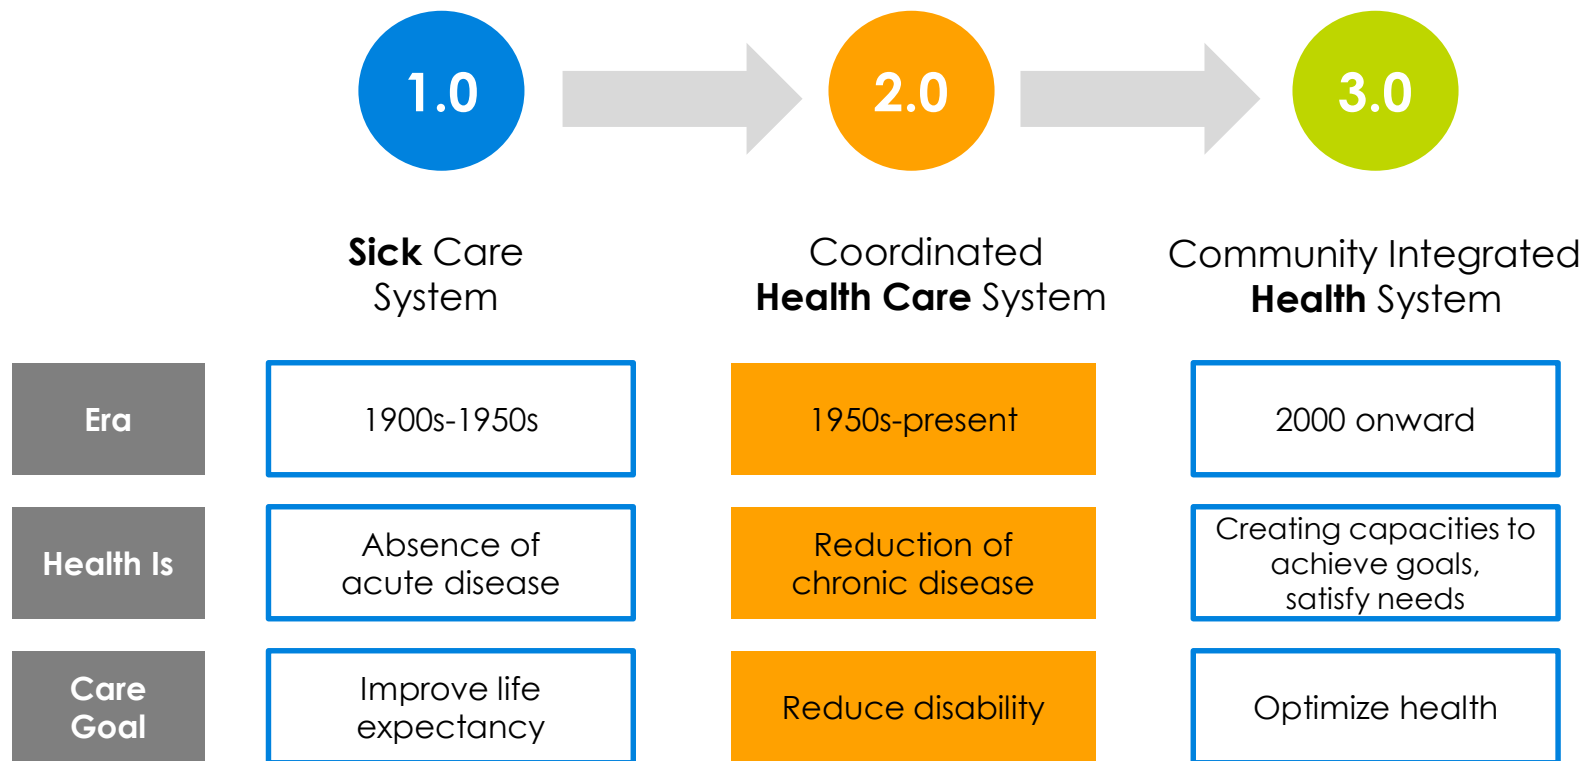 1.0
2.0
3.0
Sick Care
System
Coordinated
Health Care System
Community Integrated
Health System
Era
1900s-1950s
1950s-present
2000 onward
Health Is
Absence of
acute disease
Reduction of
chronic disease
Creating capacities to
achieve goals,
satisfy needs
Care
Goal
Improve life
expectancy
Reduce disability
Optimize health